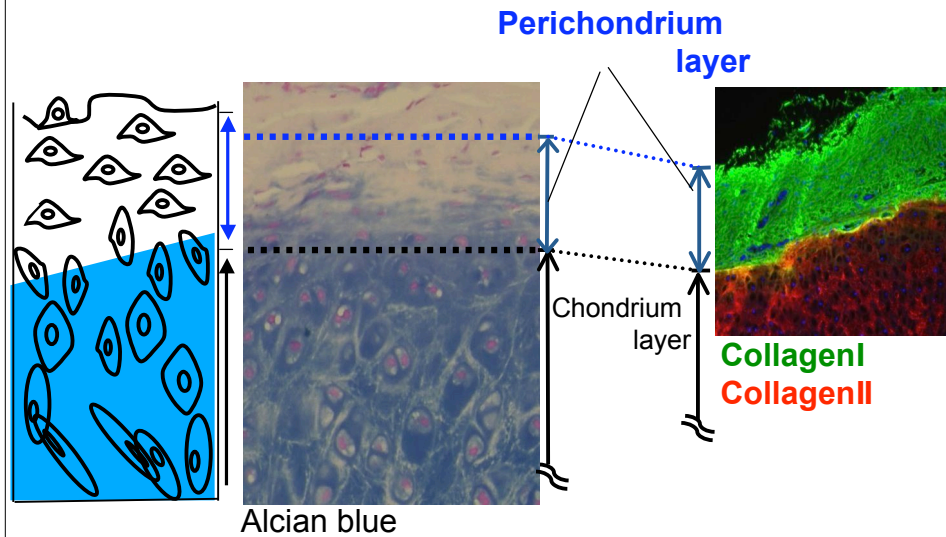 Perichondrium
layer
Chondrium
layer
CollagenI
CollagenII
Alcian blue